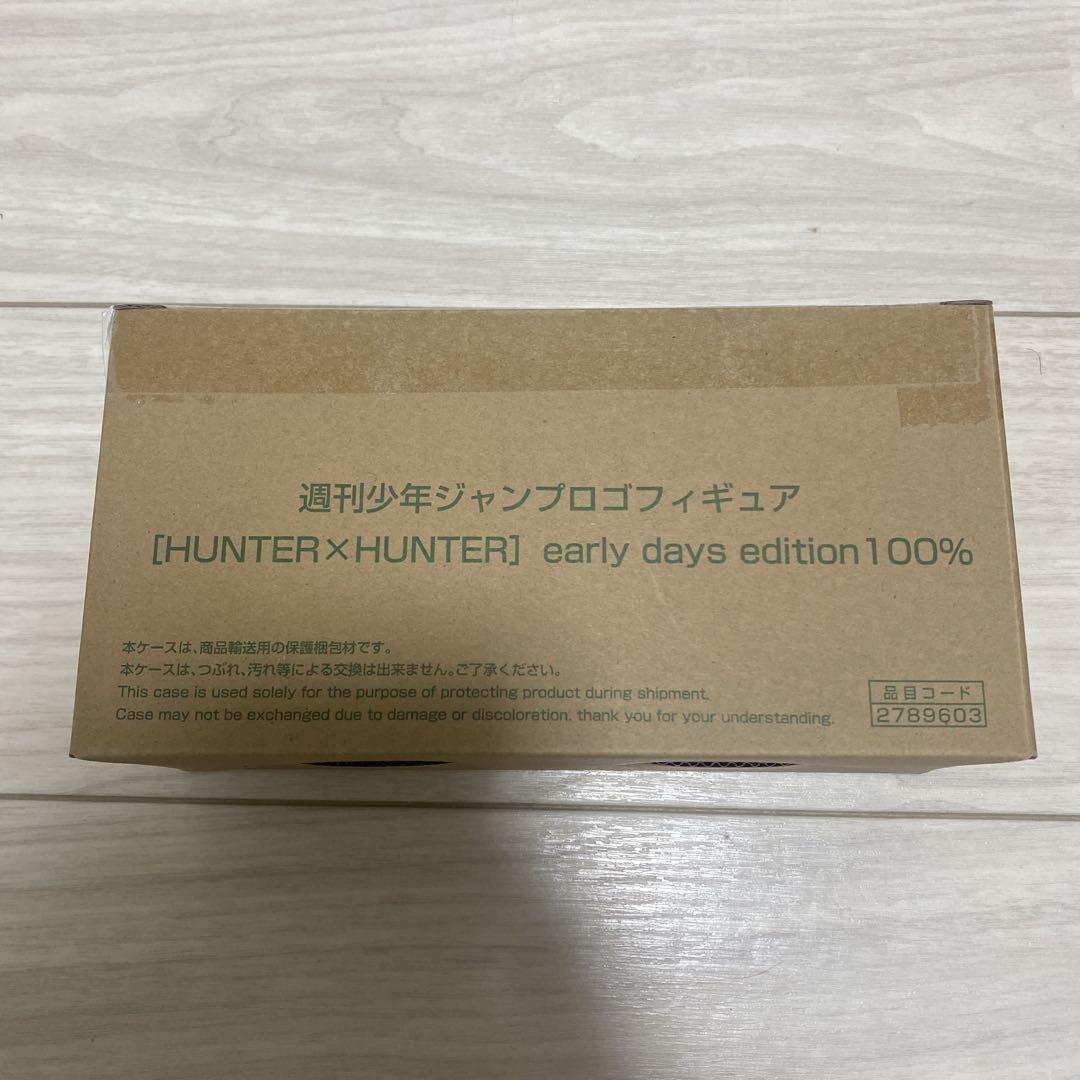 週刊少年ジャンプロゴフィギュア
[HUNTER×HUNTER] early days edition100%
本ケースは、商品輸送用の保護梱包材です。
本ケースは、つぶれ、汚れ等による交換は出来ません。ご了承ください。
This case is used solely for the purpose of protecting product during shipment.
Case may not be exchanged due to damage or discoloration. thank you for your understanding.
品目コード
2789603